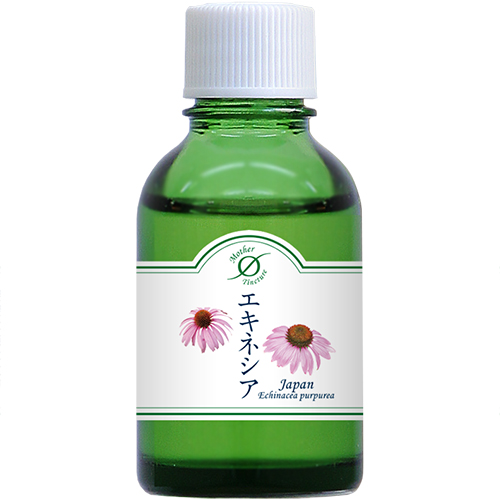 Mother
Tincture
エキネシア
Japan
Echinacea purpurea